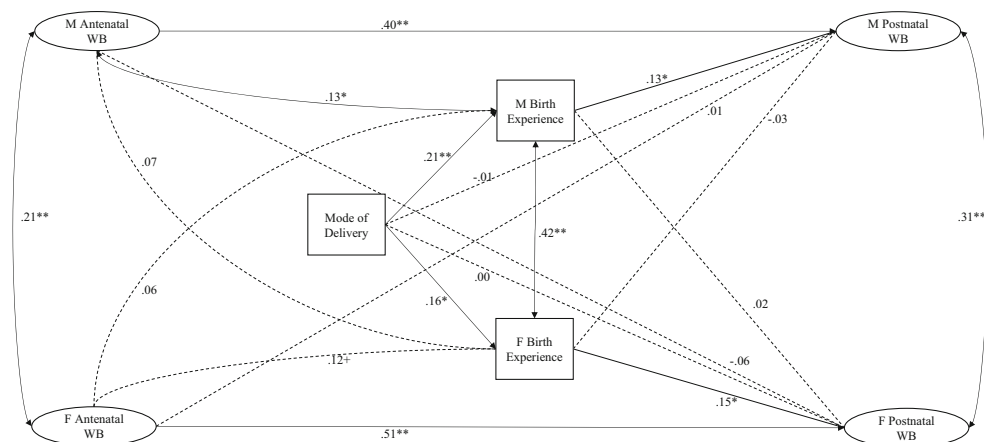 M Antenatal
WB
.40**
M Postnatal
WB
.13*
M Birth
Experience
.13*
.01
-.03
.07
.21**
-.01
Mode of
Delivery
.21**
.42**
.31**
.06
.00
.16*
.02
F Birth
Experience
.12+
-.06
.15*
F Antenatal
WB
.51**
F Postnatal
WB